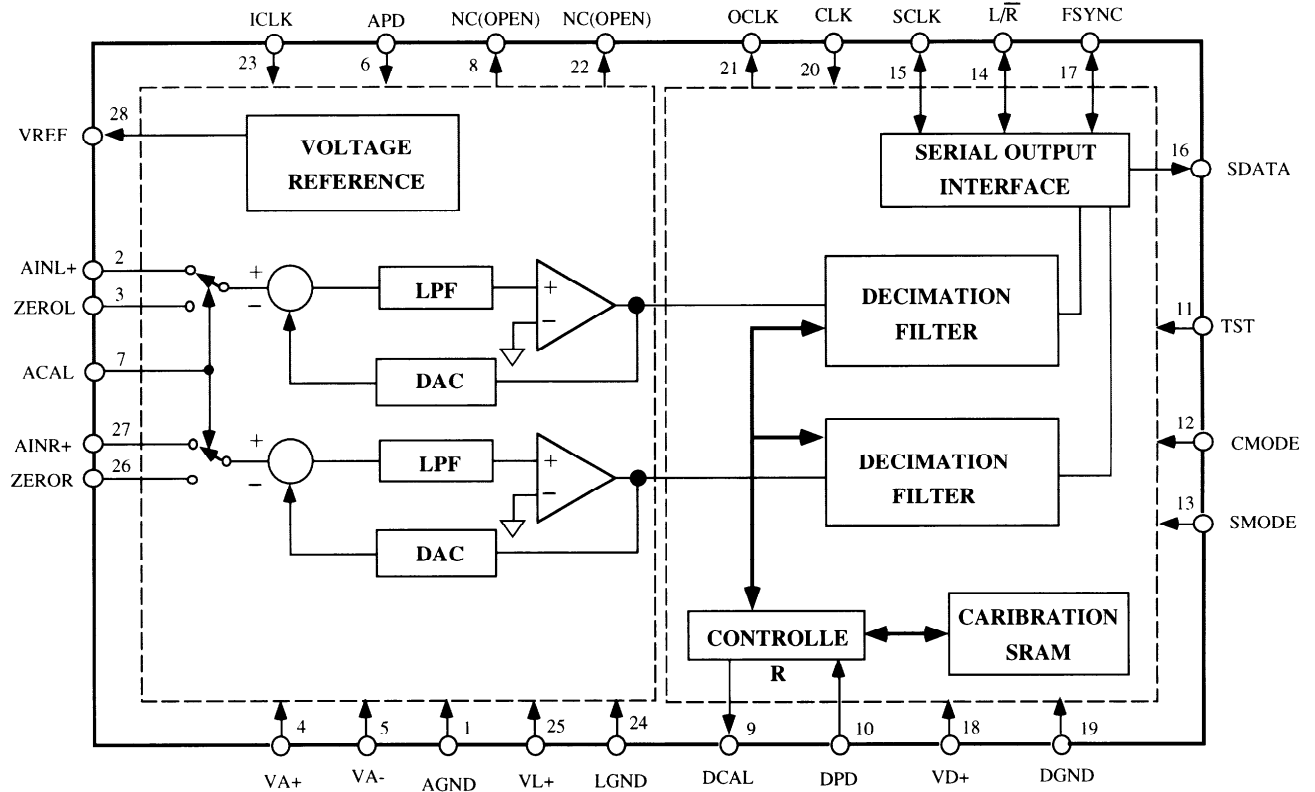 ICLK
APD
NC(OPEN)
NC(OPEN)
OCLK
CLK
SCLK
L/R̅
FSYNC
23
6
8
22
21
20
15
14
17
VREF
28
VOLTAGE
REFERENCE
SERIAL OUTPUT
INTERFACE
16
SDATA
AINL+
2
ZEROL
3
+
−
LPF
+
−
DAC
DECIMATION
FILTER
11
TST
ACAL
7
AINR+
27
ZEROR
26
+
−
LPF
+
−
DAC
DECIMATION
FILTER
12
CMODE
13
SMODE
CONTROLLE
R
CARIBRATION
SRAM
4
5
1
25
24
9
10
18
19
VA+
VA-
AGND
VL+
LGND
DCAL
DPD
VD+
DGND